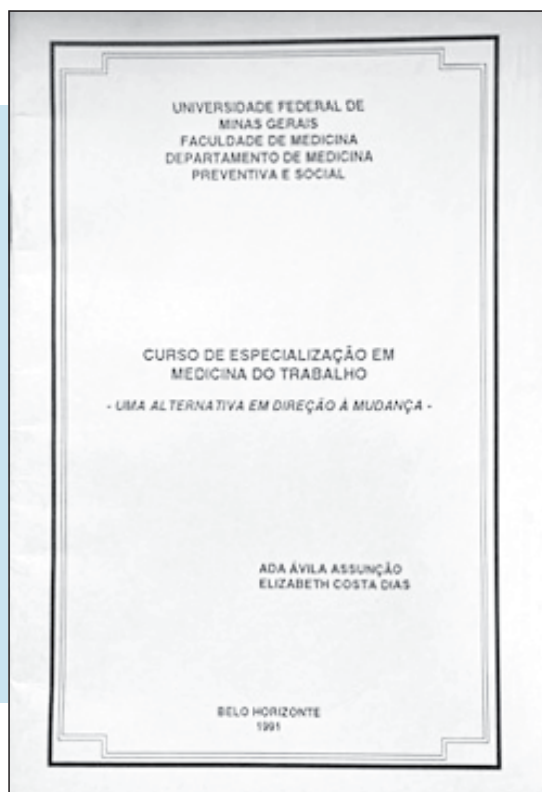 UNIVERSIDADE FEDERAL DE
MINAS GERAIS
FACULDADE DE MEDICINA
DEPARTAMENTO DE MEDICINA
PREVENTIVA E SOCIAL
CURSO DE ESPECIALIZAÇÃO EM
MEDICINA DO TRABALHO
- UMA ALTERNATIVA EM DIREÇÃO À MUDANÇA -
ADA ÁVILA ASSUNÇÃO
ELIZABETH COSTA DIAS
BELO HORIZONTE
1991